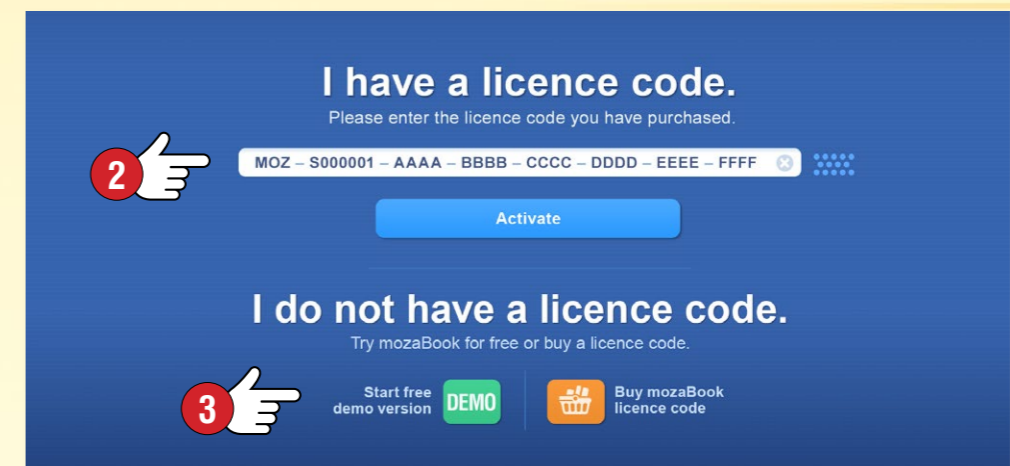 I have a licence code.
Please enter the licence code you have purchased.
2
MOZ – S000001 – AAAA – BBBB – CCCC – DDDD – EEEE – FFFF
Activate
I do not have a licence code.
Try mozaBook for free or buy a licence code.
3
Start free
demo version
DEMO
Buy mozaBook
licence code